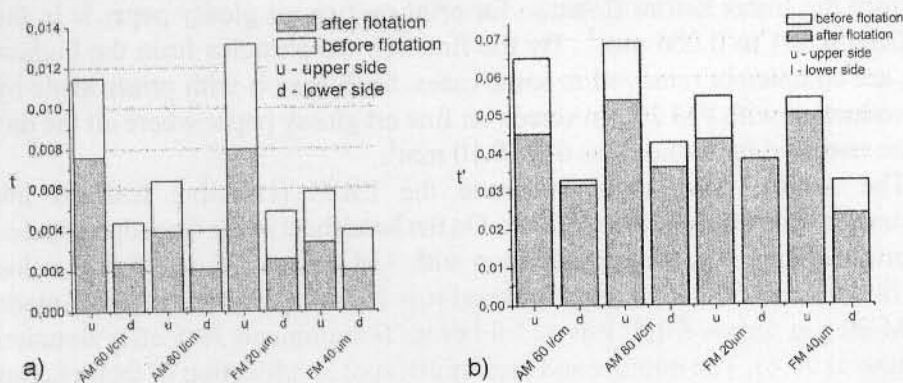 after flotation
before flotation
u - upper side
d - lower side
0,014
0,012
0,010
0,008
0,006
0,004
0,002
0,000
t
u d u d u d u d
AM 60 l/cm
AM 80 l/cm
FM 20 µm
FM 40 µm
a)
before flotation
after flotation
u - upper side
d - lower side
0,07
0,06
0,05
0,04
0,03
0,02
0,01
0,00
t'
u d u d u d u d
AM 60 l/cm
AM 80 l/cm
FM 20µm
FM 40µm
b)